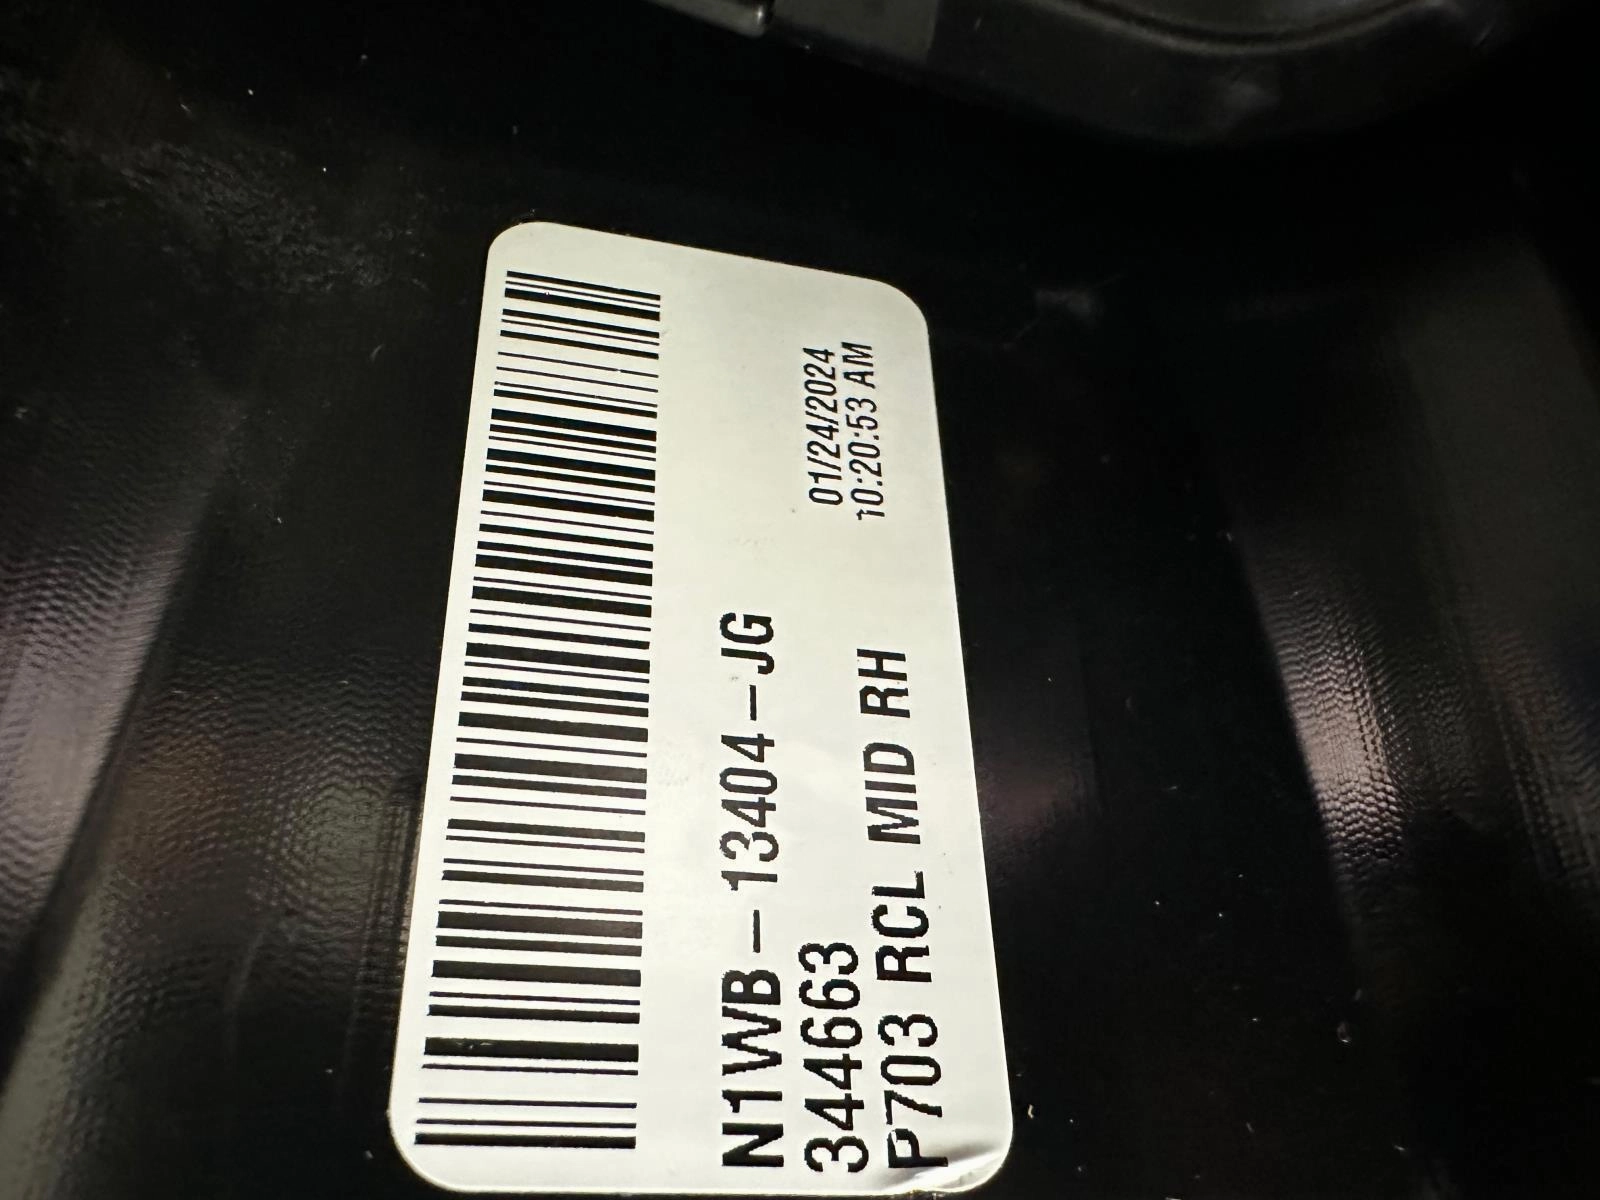 N1WB-13404-JG
344663
P703 RCL MID RH
01/24/2024
10:20:53 AM